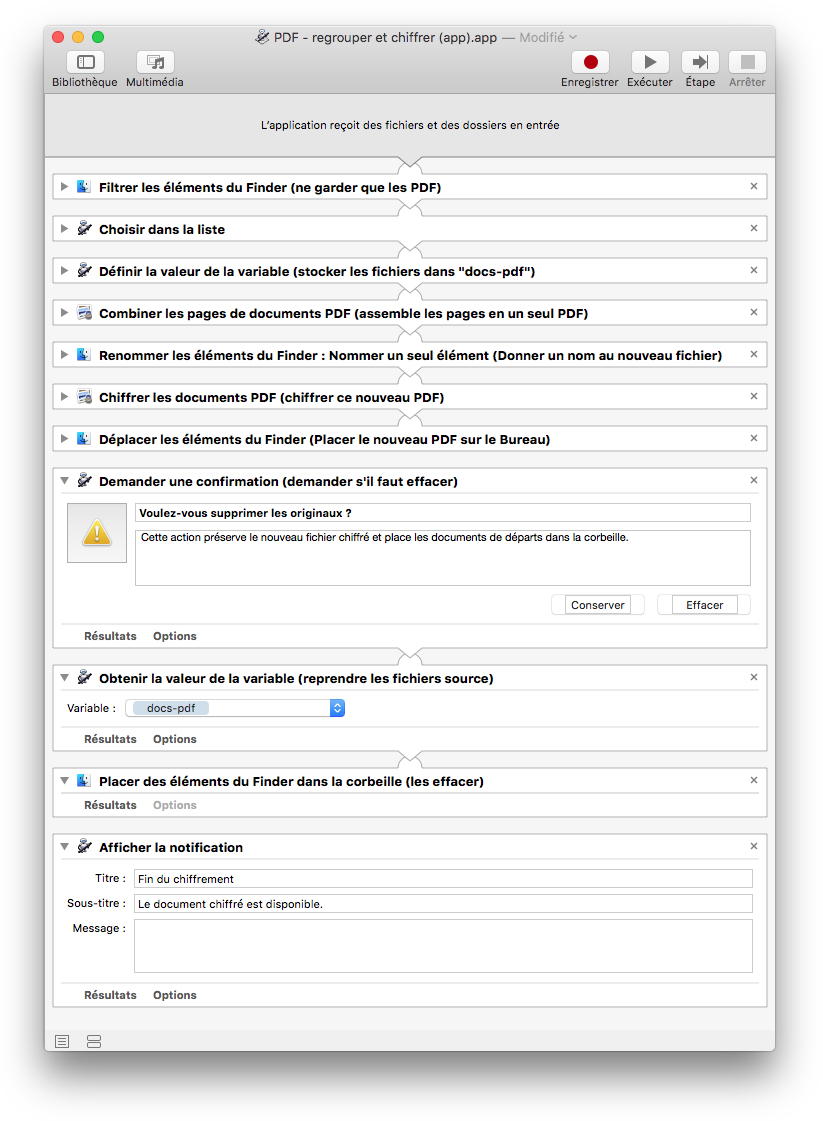 PDF - regrouper et chiffrer (app).app — Modifié
Bibliothèque Multimédia Enregistrer Exécuter Étape Arrêter
L'application reçoit des fichiers et des dossiers en entrée
Filtrer les éléments du Finder (ne garder que les PDF)
Choisir dans la liste
Définir la valeur de la variable (stocker les fichiers dans "docs-pdf")
Combiner les pages de documents PDF (assemble les pages en un seul PDF)
Renommer les éléments du Finder : Nommer un seul élément (Donner un nom au nouveau fichier)
Chiffrer les documents PDF (chiffrer ce nouveau PDF)
Déplacer les éléments du Finder (Placer le nouveau PDF sur le Bureau)
Demander une confirmation (demander s'il faut effacer)
Voulez-vous supprimer les originaux ?
Cette action préserve le nouveau fichier chiffré et place les documents de départs dans la corbeille.
Conserver Effacer
Résultats Options
Obtenir la valeur de la variable (reprendre les fichiers source)
Variable : docs-pdf
Résultats Options
Placer des éléments du Finder dans la corbeille (les effacer)
Résultats Options
Afficher la notification
Titre : Fin du chiffrement
Sous-titre : Le document chiffré est disponible.
Message :
Résultats Options